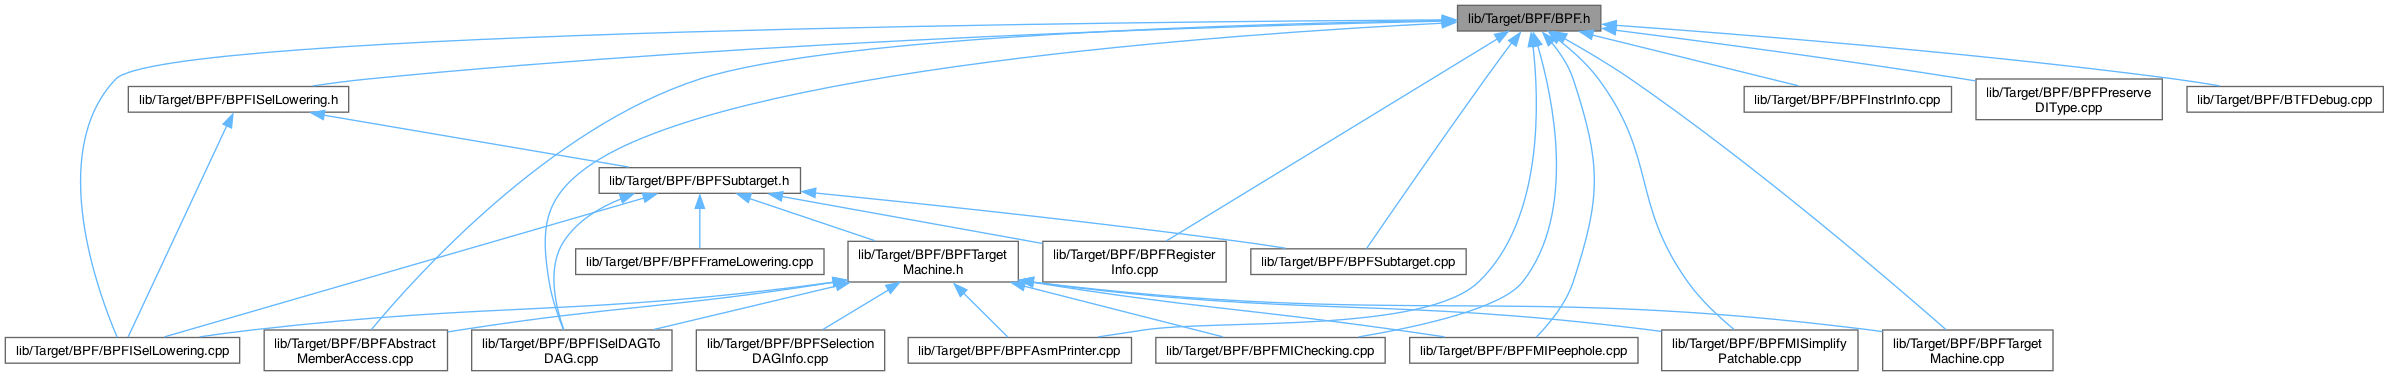 lib/Target/BPF/BPF.h
lib/Target/BPF/BPFISelLowering.h
lib/Target/BPF/BPFInstrInfo.cpp
lib/Target/BPF/BPFPreserve
DIType.cpp
lib/Target/BPF/BTFDebug.cpp
lib/Target/BPF/BPFSubtarget.h
lib/Target/BPF/BPFFrameLowering.cpp
lib/Target/BPF/BPFTarget
Machine.h
lib/Target/BPF/BPFRegister
Info.cpp
lib/Target/BPF/BPFSubtarget.cpp
lib/Target/BPF/BPFISelLowering.cpp
lib/Target/BPF/BPFAbstract
MemberAccess.cpp
lib/Target/BPF/BPFISelDAGTo
DAG.cpp
lib/Target/BPF/BPFSelection
DAGInfo.cpp
lib/Target/BPF/BPFAsmPrinter.cpp
lib/Target/BPF/BPFMIChecking.cpp
lib/Target/BPF/BPFMIPeephole.cpp
lib/Target/BPF/BPFMISimplify
Patchable.cpp
lib/Target/BPF/BPFTarget
Machine.cpp